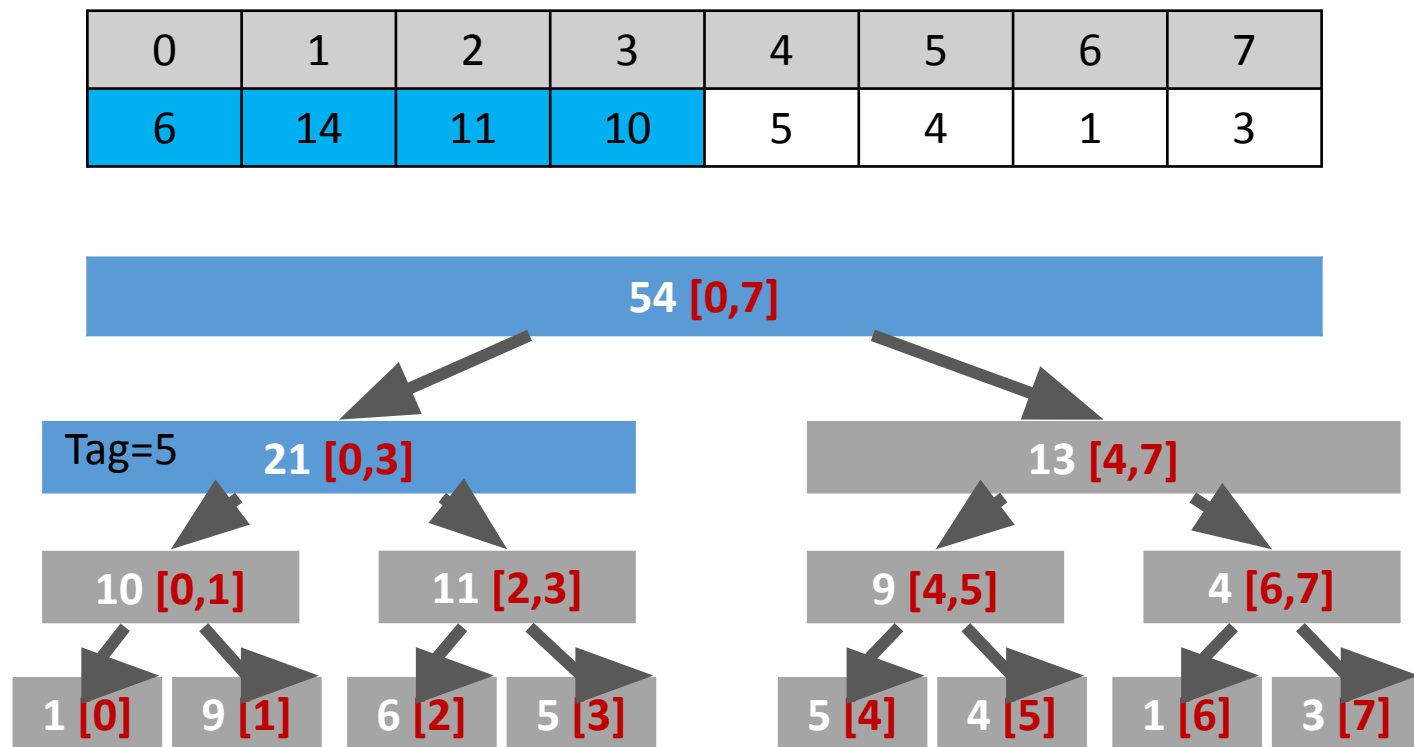 0 1 2 3 4 5 6 7
6 14 11 10 5 4 1 3
54 [0,7]
Tag=5 21 [0,3] 13 [4,7]
10 [0,1] 11 [2,3] 9 [4,5] 4 [6,7]
1 [0] 9 [1] 6 [2] 5 [3] 5 [4] 4 [5] 1 [6] 3 [7]